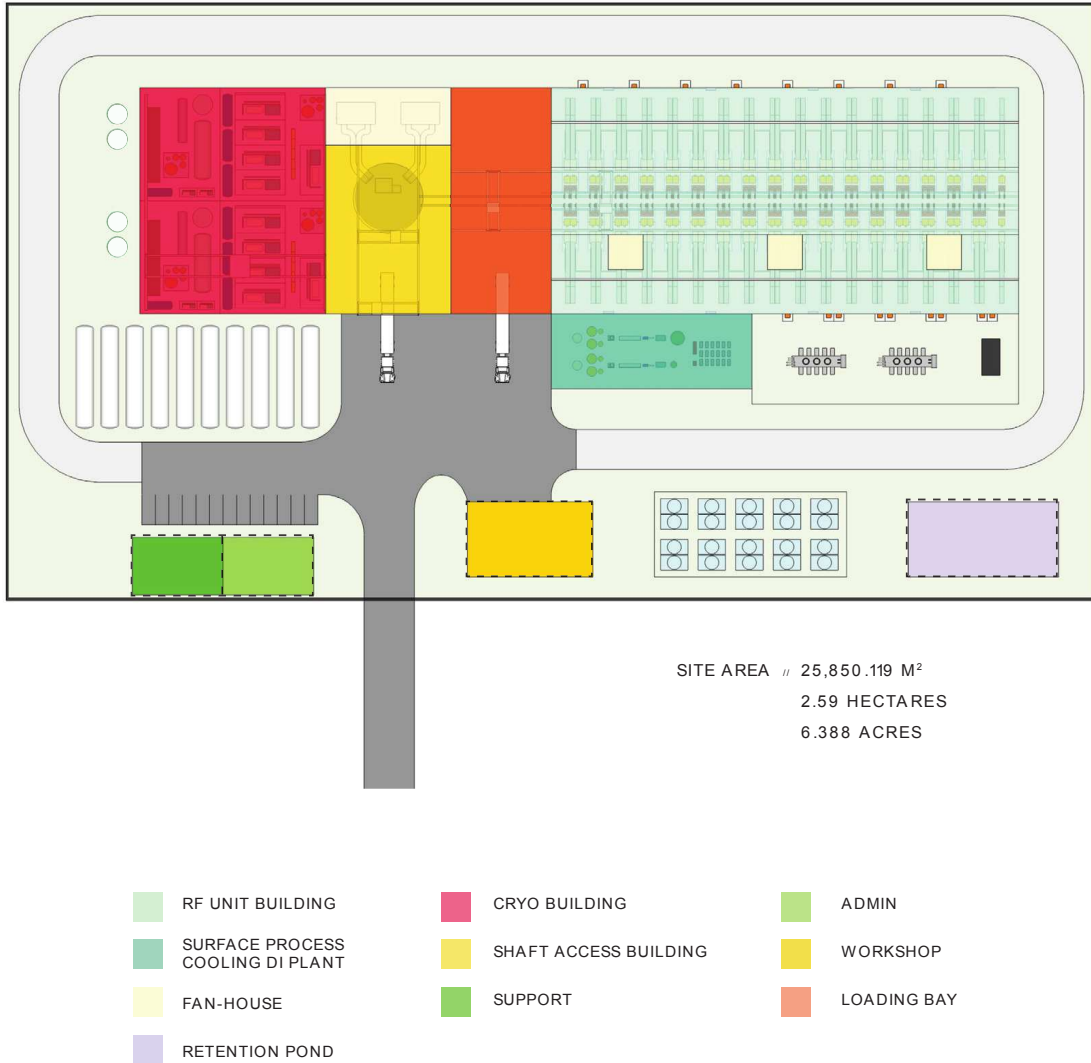 SITE AREA // 25,850.119 M²
2.59 HECTARES
6.388 ACRES
RF UNIT BUILDING
SURFACE PROCESS
COOLING DI PLANT
FAN-HOUSE
RETENTION POND
CRYO BUILDING
SHAFT ACCESS BUILDING
SUPPORT
ADMIN
WORKSHOP
LOADING BAY